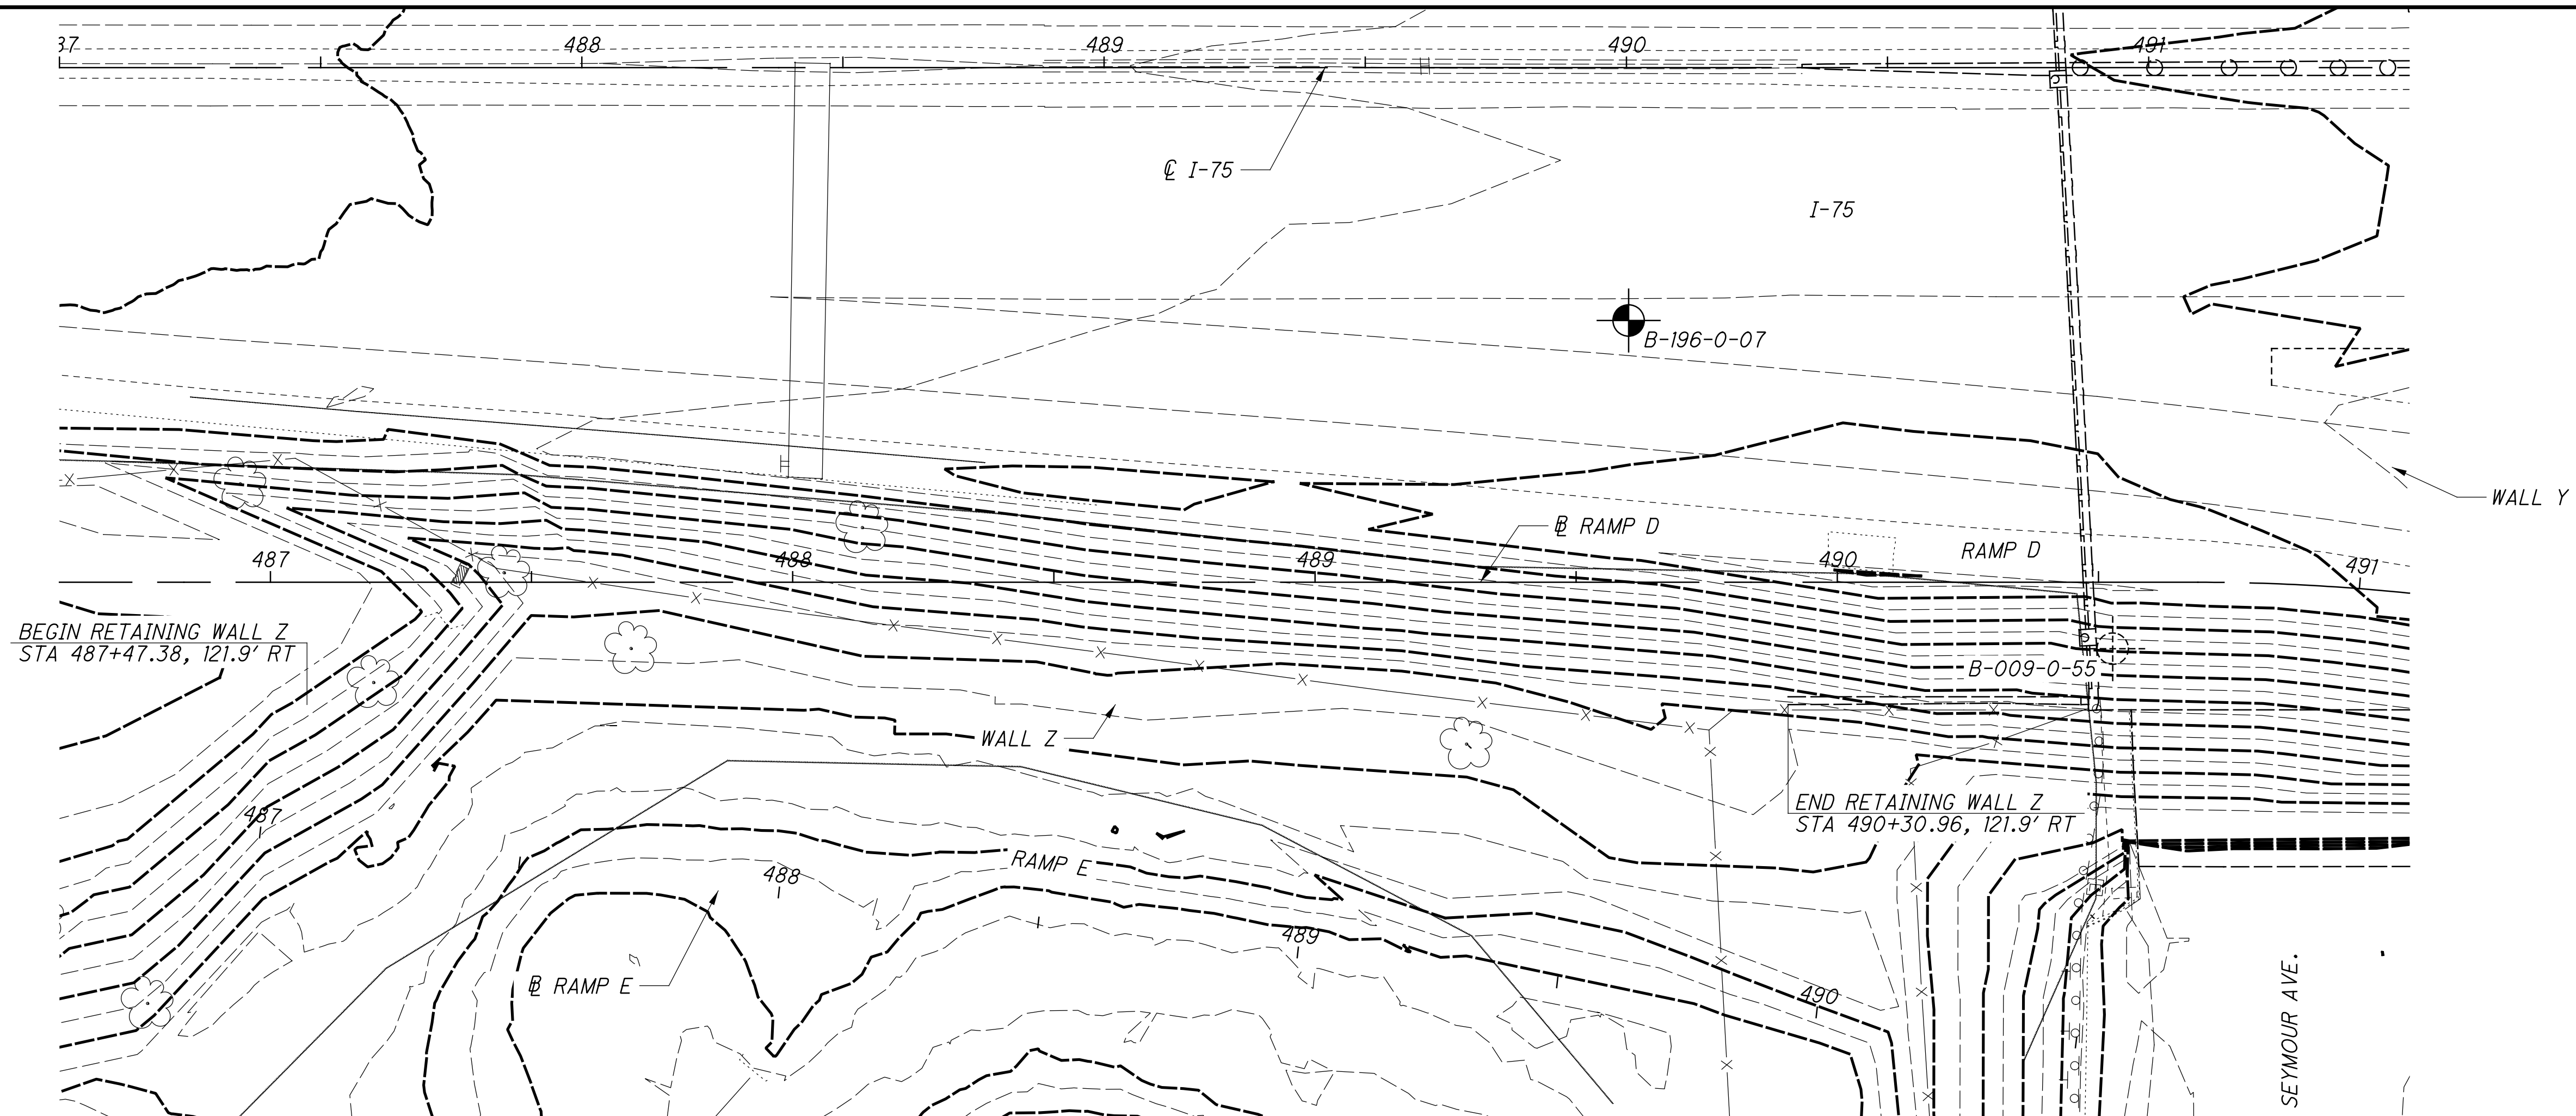 37
488
489
490
491
℄ I-75
I-75
B-196-0-07
WALL Y
℄ RAMP D
RAMP D
487
488
489
490
491
BEGIN RETAINING WALL Z
STA 487+47.38, 121.9' RT
B-009-0-55
WALL Z
END RETAINING WALL Z
STA 490+30.96, 121.9' RT
487
RAMP E
488
489
℄ RAMP E
490
SEYMOUR AVE.